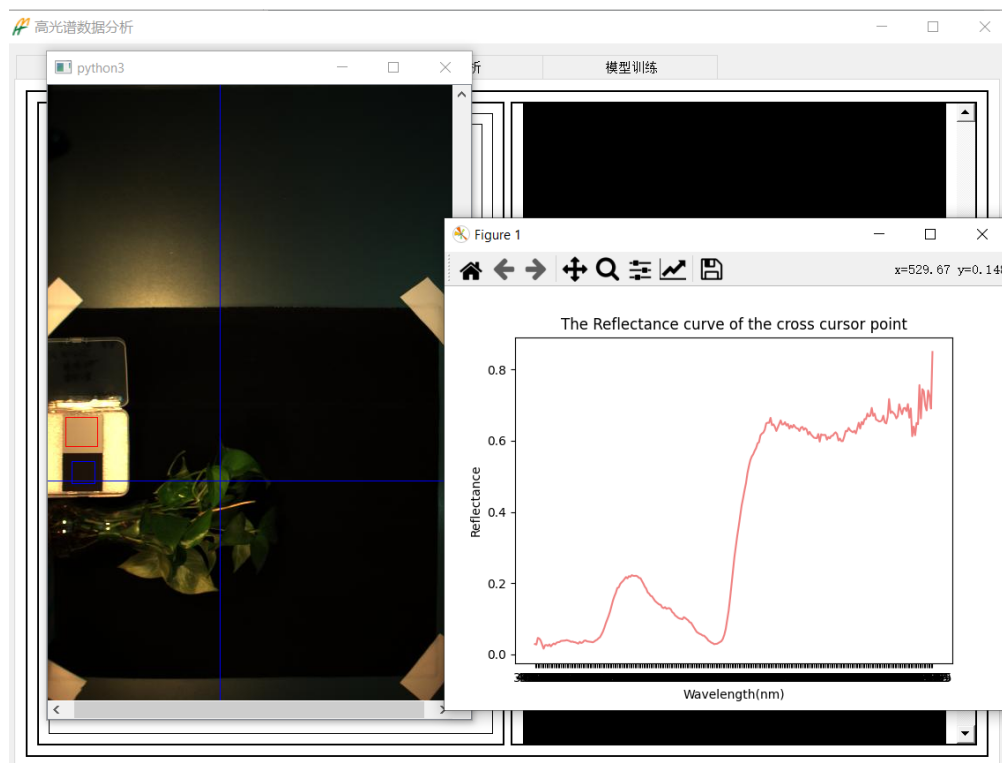 高光谱数据分析
python3
析
模型训练
Figure 1
x=529.67 y=0.148
The Reflectance curve of the cross cursor point
0.8
0.6
0.4
0.2
0.0
Reflectance
Wavelength(nm)